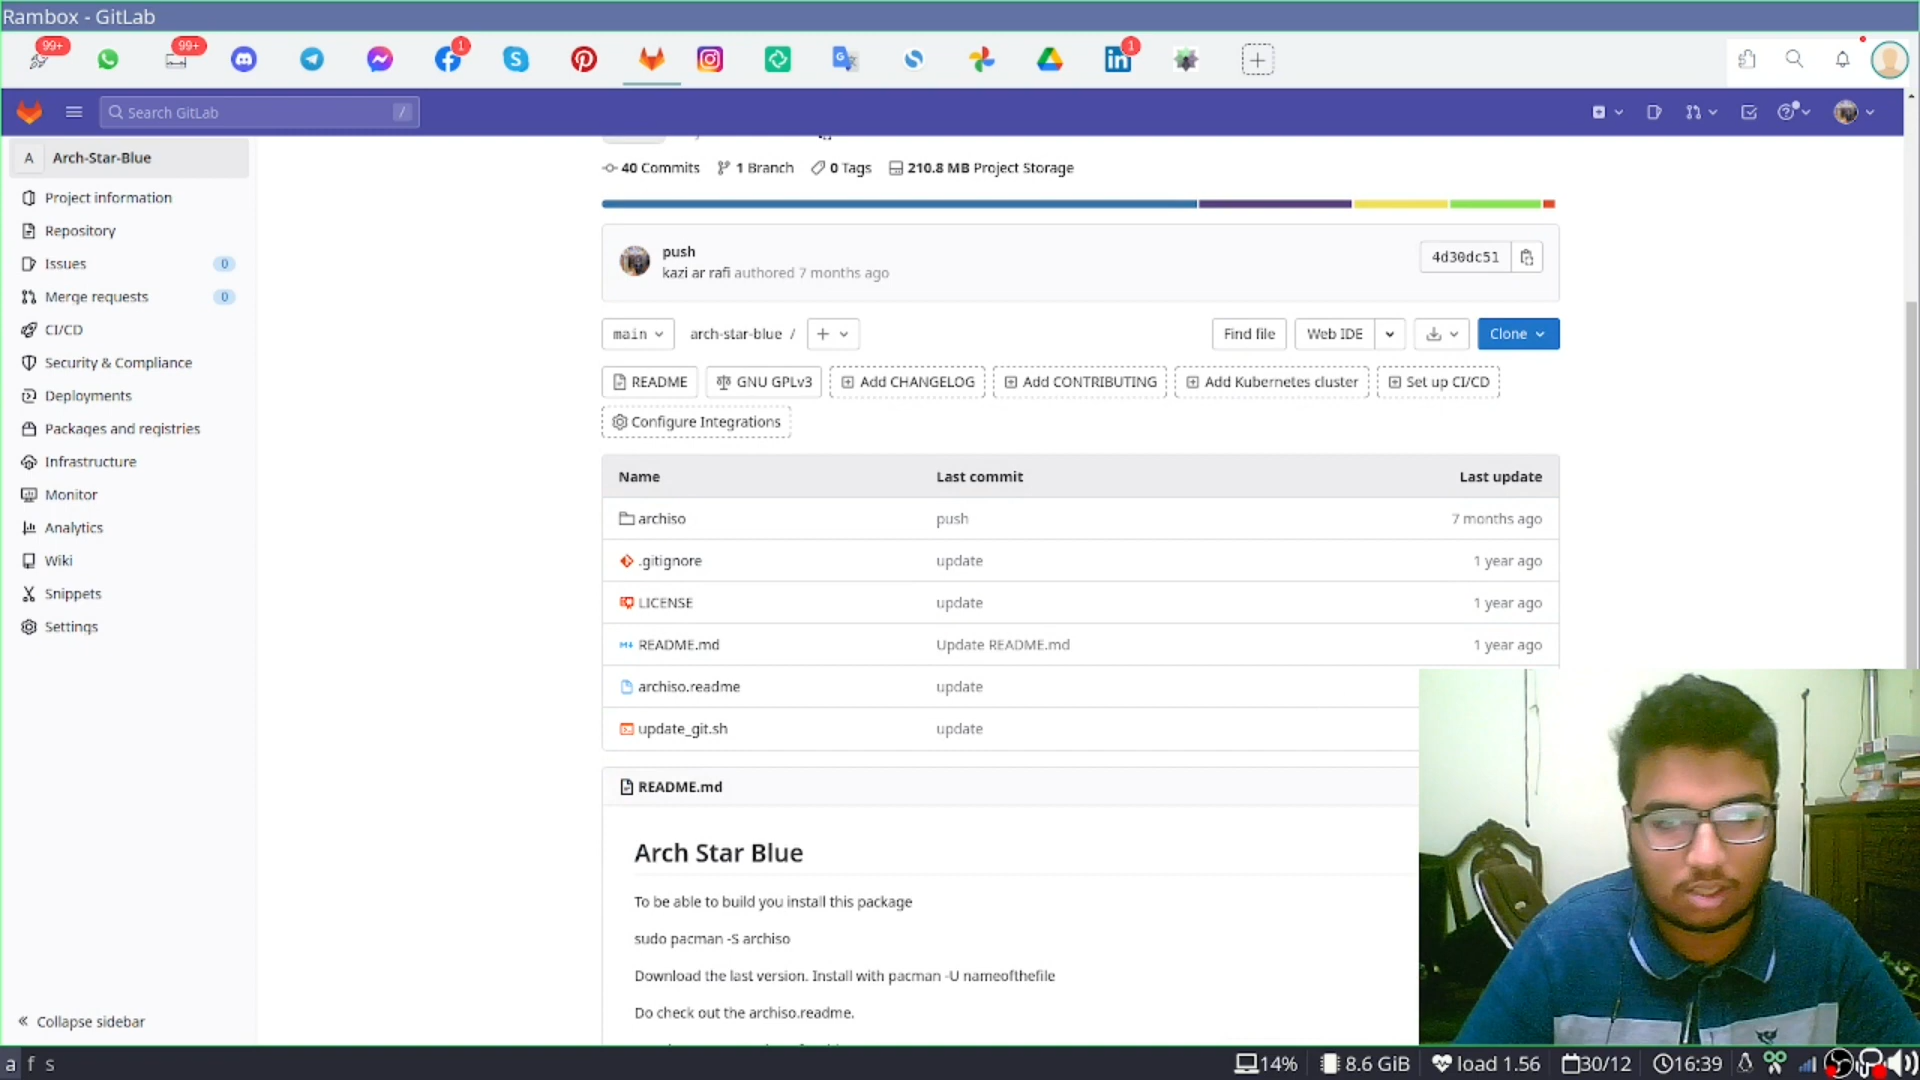 Rambox - GitLab
99+
99+
1
1
Search GitLab
/
A Arch-Star-Blue
Project information
Repository
Issues 0
Merge requests 0
CI/CD
Security & Compliance
Deployments
Packages and registries
Infrastructure
Monitor
Analytics
Wiki
Snippets
Settings
« Collapse sidebar
40 Commits 1 Branch 0 Tags 210.8 MB Project Storage
push
kazi ar rafi authored 7 months ago
4d30dc51
main arch-star-blue / +
Find file Web IDE Clone
README GNU GPLv3 Add CHANGELOG Add CONTRIBUTING Add Kubernetes cluster Set up CI/CD
Configure Integrations
Name Last commit Last update
archiso push 7 months ago
.gitignore update 1 year ago
LICENSE update 1 year ago
README.md Update README.md 1 year ago
archiso.readme update
update_git.sh update
README.md
Arch Star Blue
To be able to build you install this package
sudo pacman -S archiso
Download the last version. Install with pacman -U nameofthefile
Do check out the archiso.readme.
a f s
14% 8.6 GiB load 1.56 30/12 16:39